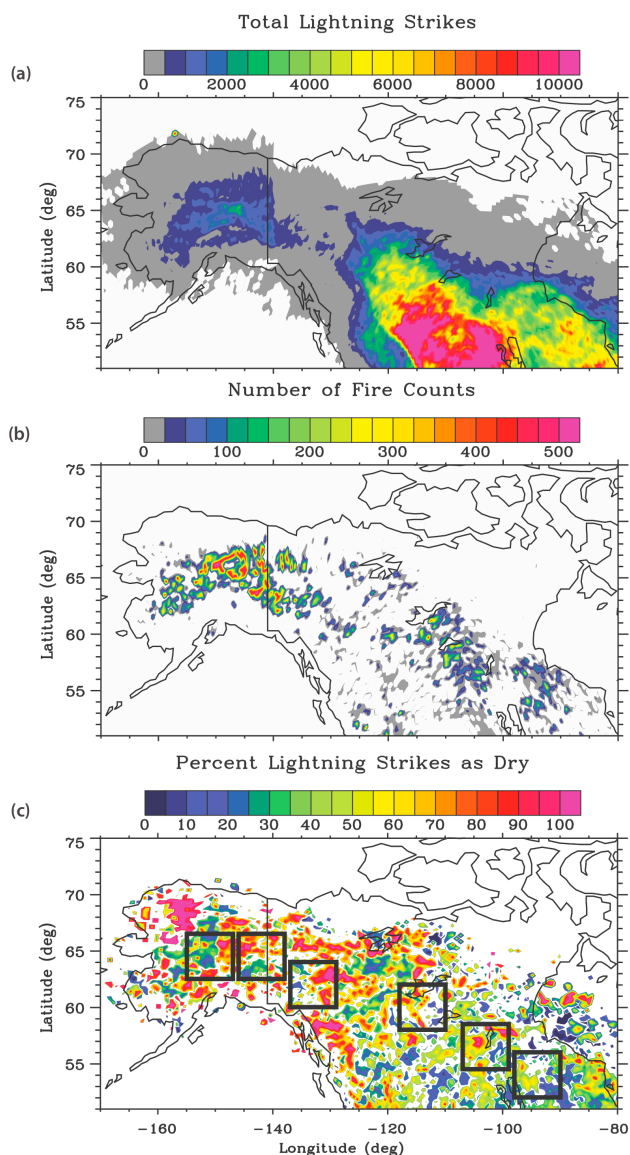 Total Lightning Strikes
(a)
0 2000 4000 6000 8000 10000
75
70
65
60
55
Latitude (deg)
Number of Fire Counts
(b)
0 100 200 300 400 500
75
70
65
60
55
Latitude (deg)
Percent Lightning Strikes as Dry
(c)
0 10 20 30 40 50 60 70 80 90 100
75
70
65
60
55
Latitude (deg)
-160 -140 -120 -100 -80
Longitude (deg)